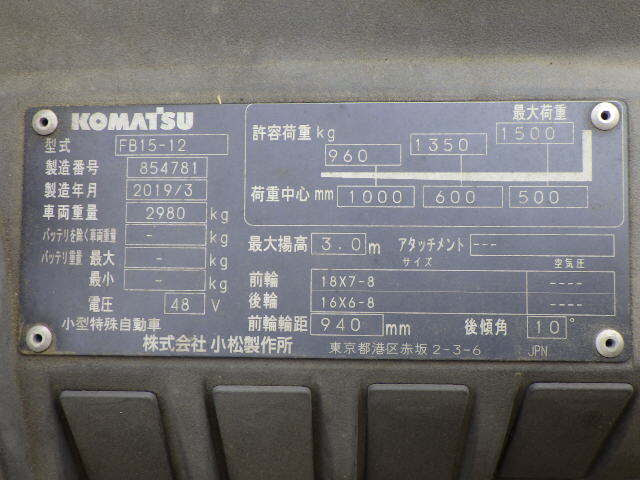 KOMATSU
型式 FB15-12
製造番号 854781
製造年月 2019/3
車両重量 2980 kg
バッテリを除く車両重量 - kg
バッテリ重量 最大 - kg
最小 - kg
電圧 48 V
小型特殊自動車
最大荷重
許容荷重 kg 960 1350 1500
荷重中心 mm 1000 600 500
最大揚高 3.0 m アタッチメント ---
サイズ 空気圧
前輪 18X7-8 ----
後輪 16X6-8 ----
前輪輪距 940 mm 後傾角 10°
株式会社 小松製作所 東京都港区赤坂 2-3-6 JPN